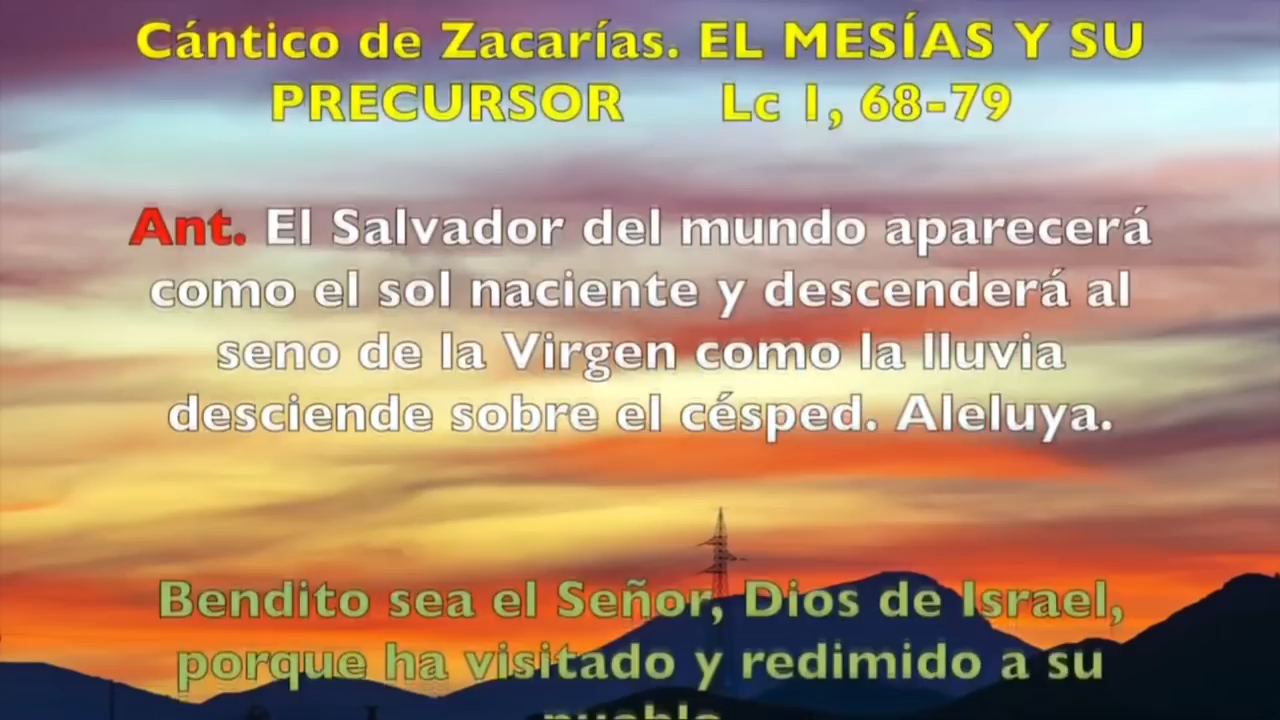 Cántico de Zacarías. EL MESÍAS Y SU
PRECURSOR Lc 1, 68-79
Ant. El Salvador del mundo aparecerá
como el sol naciente y descenderá al
seno de la Virgen como la lluvia
desciende sobre el césped. Aleluya.
Bendito sea el Señor, Dios de Israel,
porque ha visitado y redimido a su